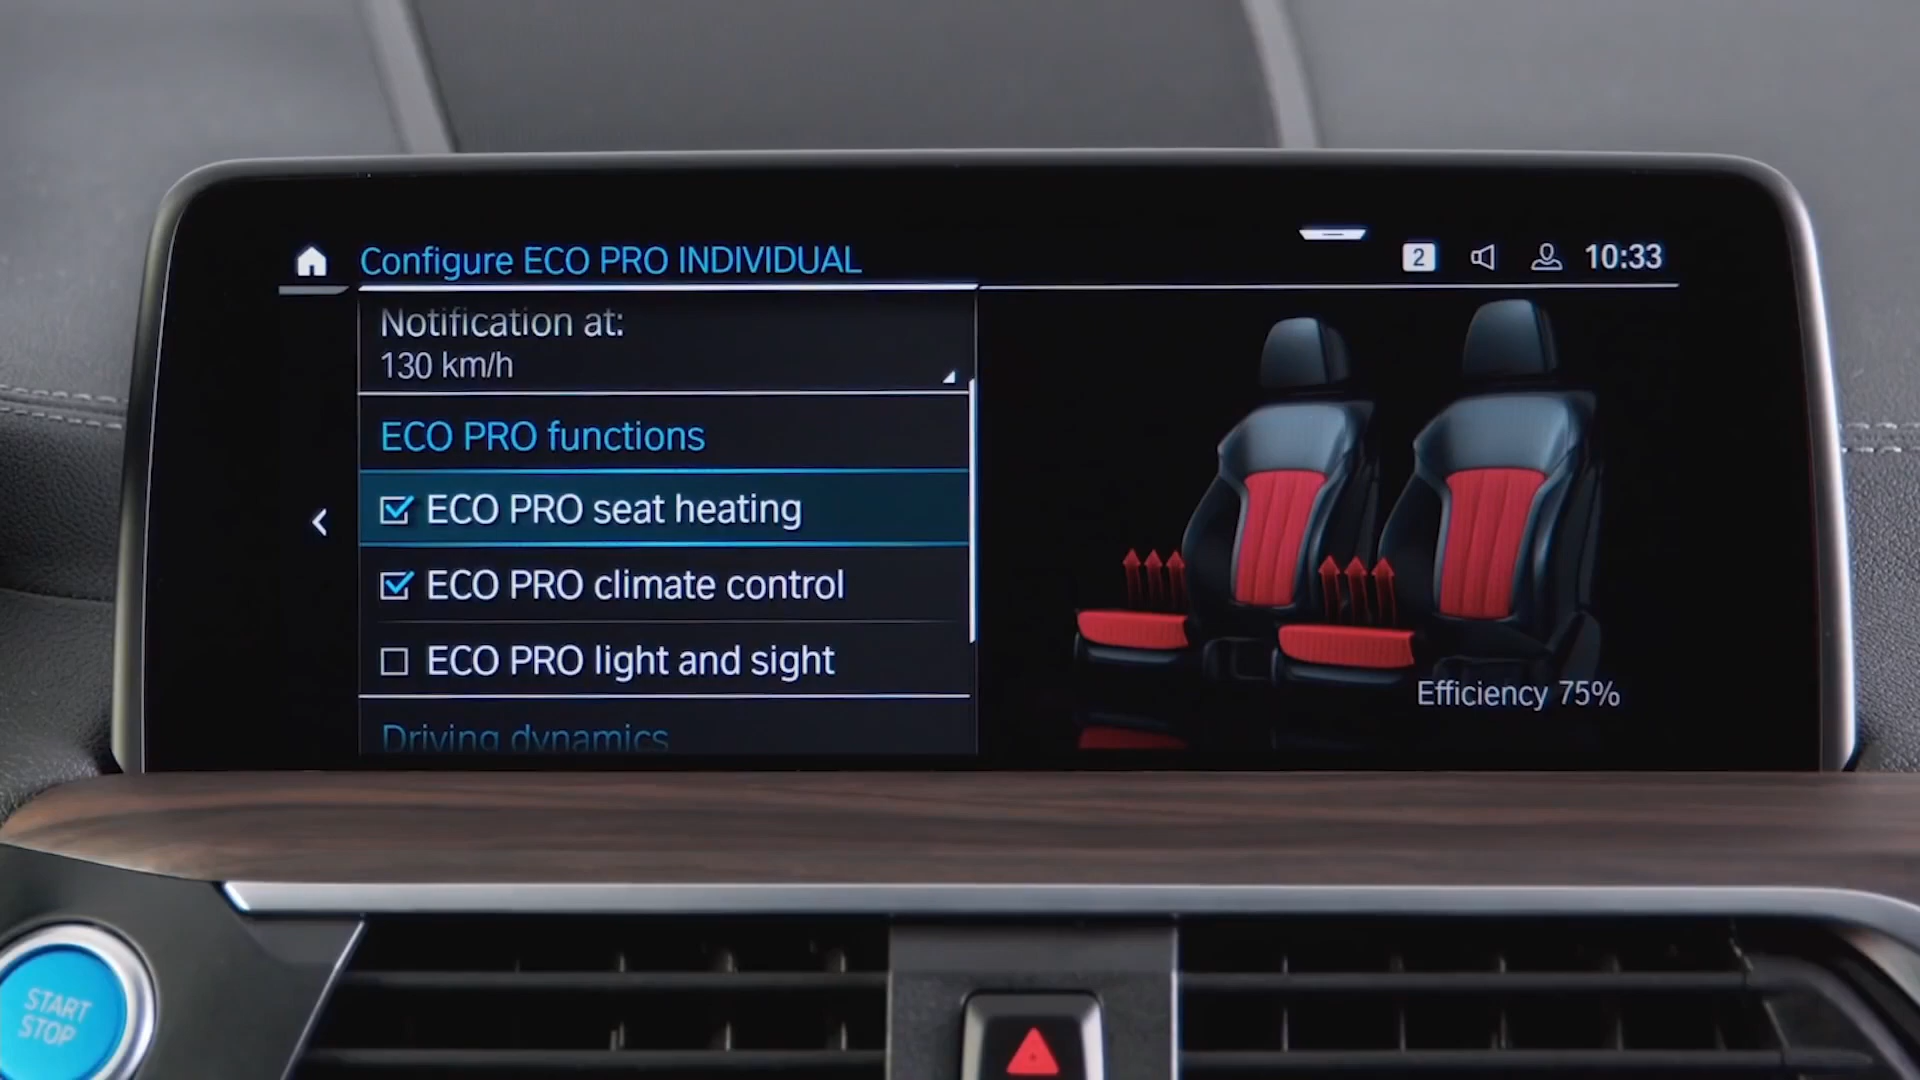 Configure ECO PRO INDIVIDUAL
2
10:33
Notification at:
130 km/h
ECO PRO functions
ECO PRO seat heating
ECO PRO climate control
ECO PRO light and sight
Driving dynamics
Efficiency 75%
START
STOP